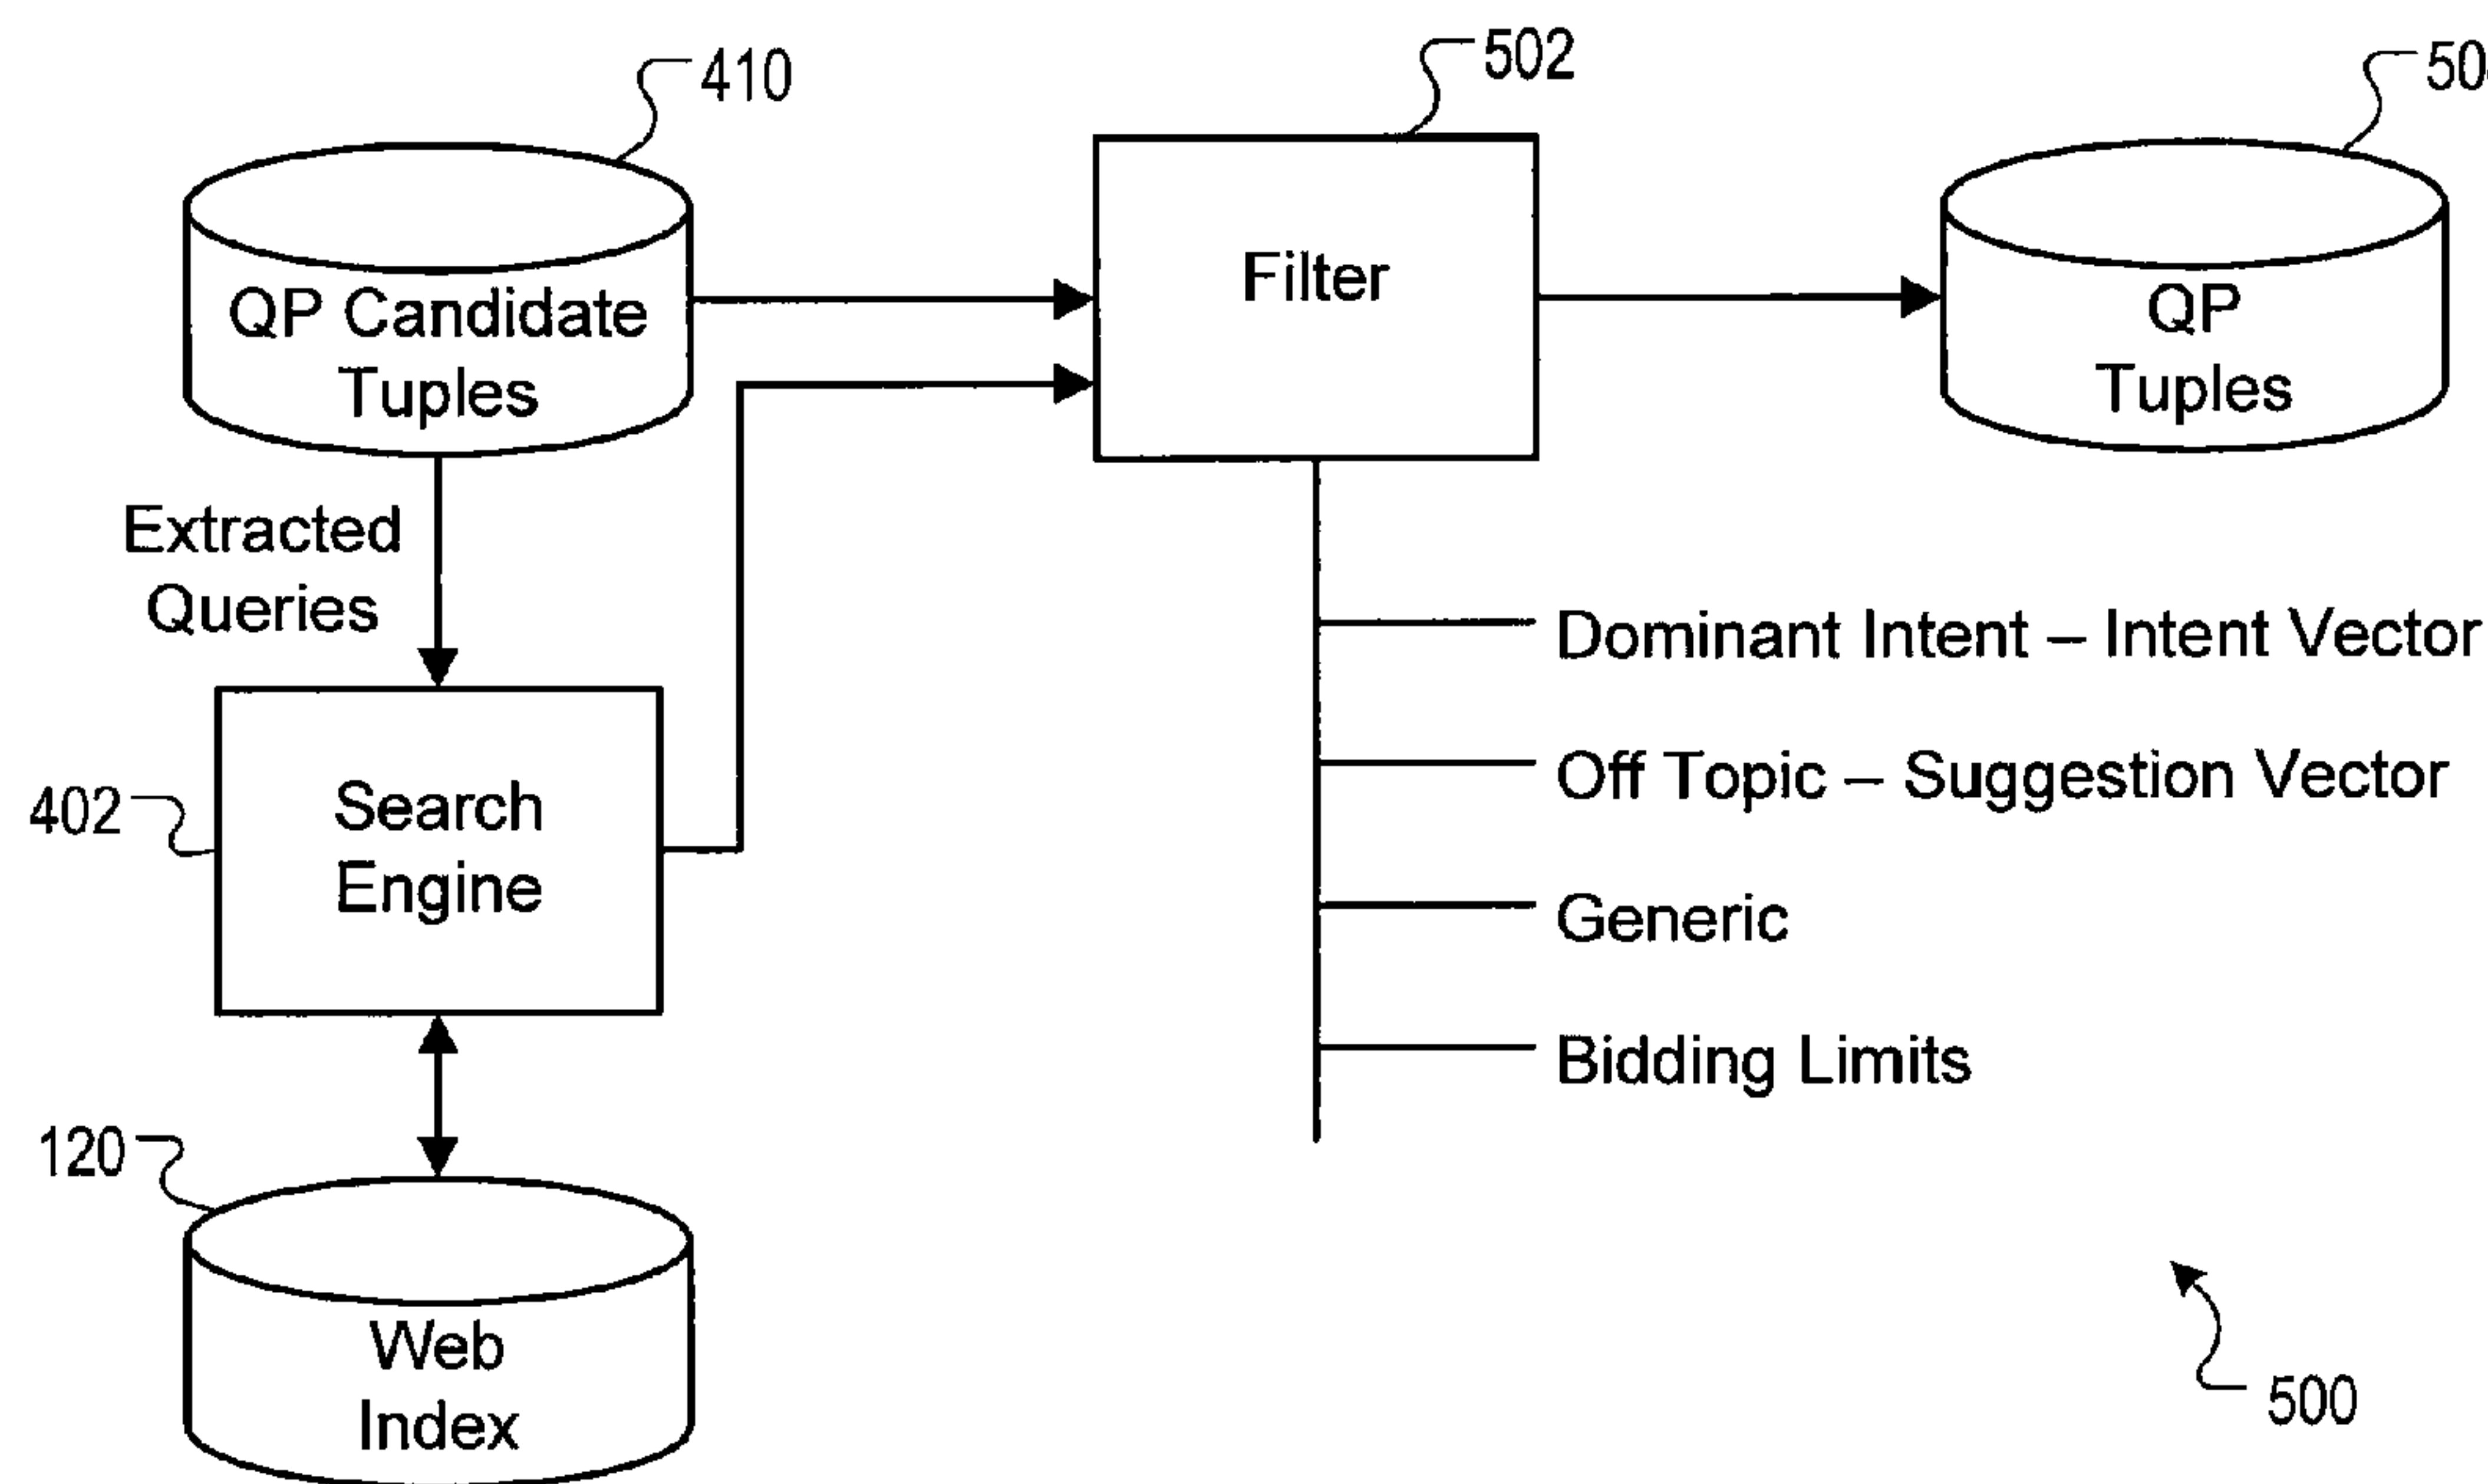 410
502
QP Candidate
Tuples
Filter
QP
Tuples
Extracted
Queries
Dominant Intent – Intent Vector
402
Search
Engine
Off Topic – Suggestion Vector
Generic
Bidding Limits
120
Web
Index
500